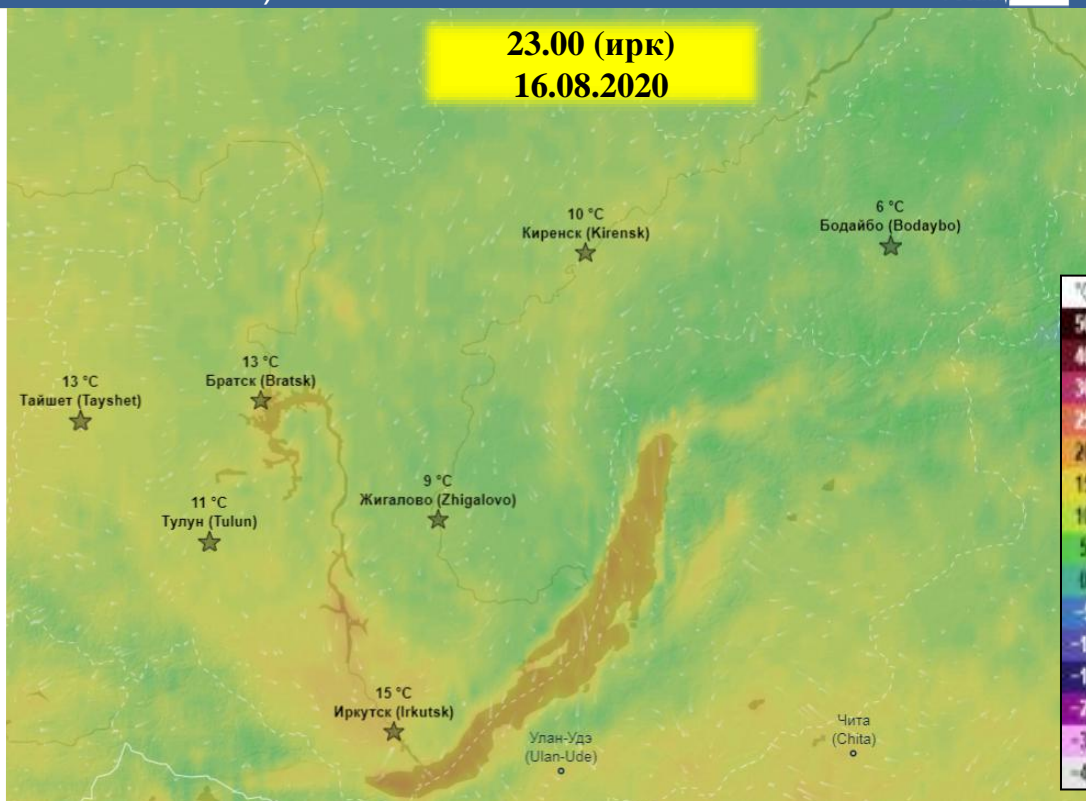 23.00 (ирк)
16.08.2020
6 °C
Бодайбо (Bodaybo)
10 °C
Киренск (Kirensk)
13 °C
Братск (Bratsk)
13 °C
Тайшет (Tayshet)
9 °C
Жигалово (Zhigalovo)
11 °C
Тулун (Tulun)
15 °C
Иркутск (Irkutsk)
Улан-Удэ
(Ulan-Ude)
Чита
(Chita)